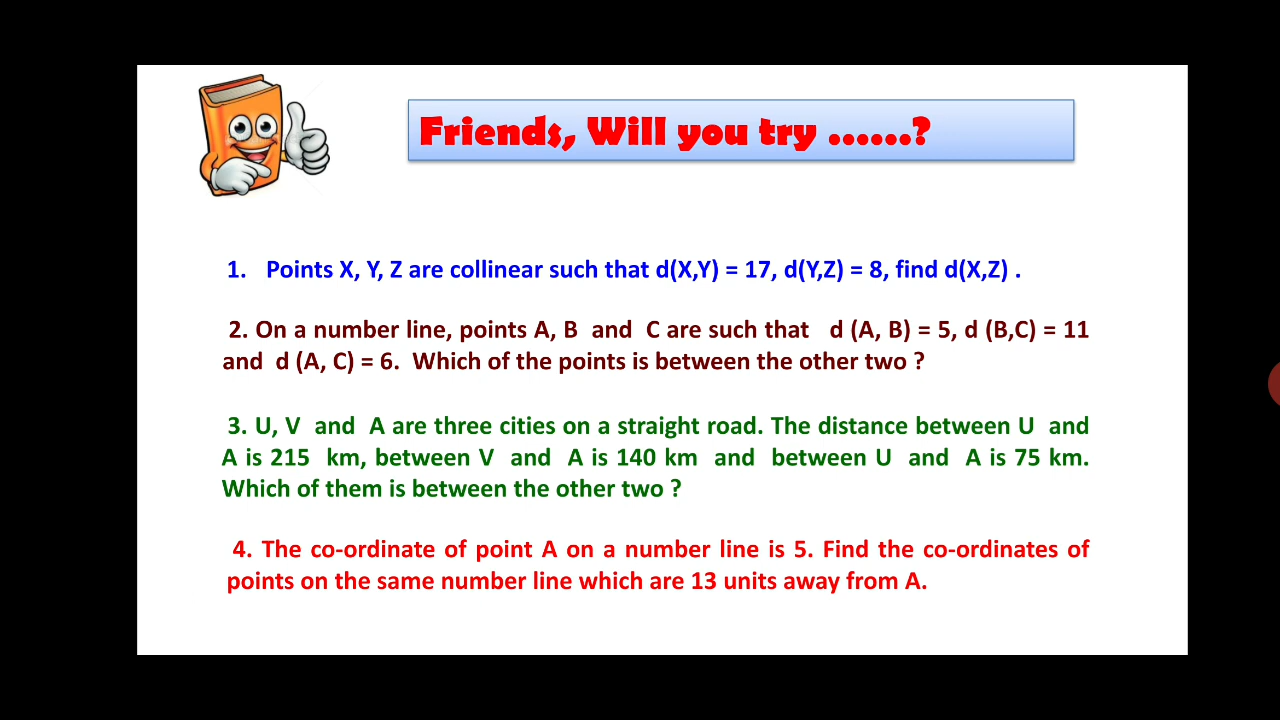 Friends, Will you try ......?
1. Points X, Y, Z are collinear such that d(X,Y) = 17, d(Y,Z) = 8, find d(X,Z) .
2. On a number line, points A, B and C are such that d (A, B) = 5, d (B,C) = 11
and d (A, C) = 6. Which of the points is between the other two ?
3. U, V and A are three cities on a straight road. The distance between U and
A is 215 km, between V and A is 140 km and between U and A is 75 km.
Which of them is between the other two ?
4. The co-ordinate of point A on a number line is 5. Find the co-ordinates of
points on the same number line which are 13 units away from A.